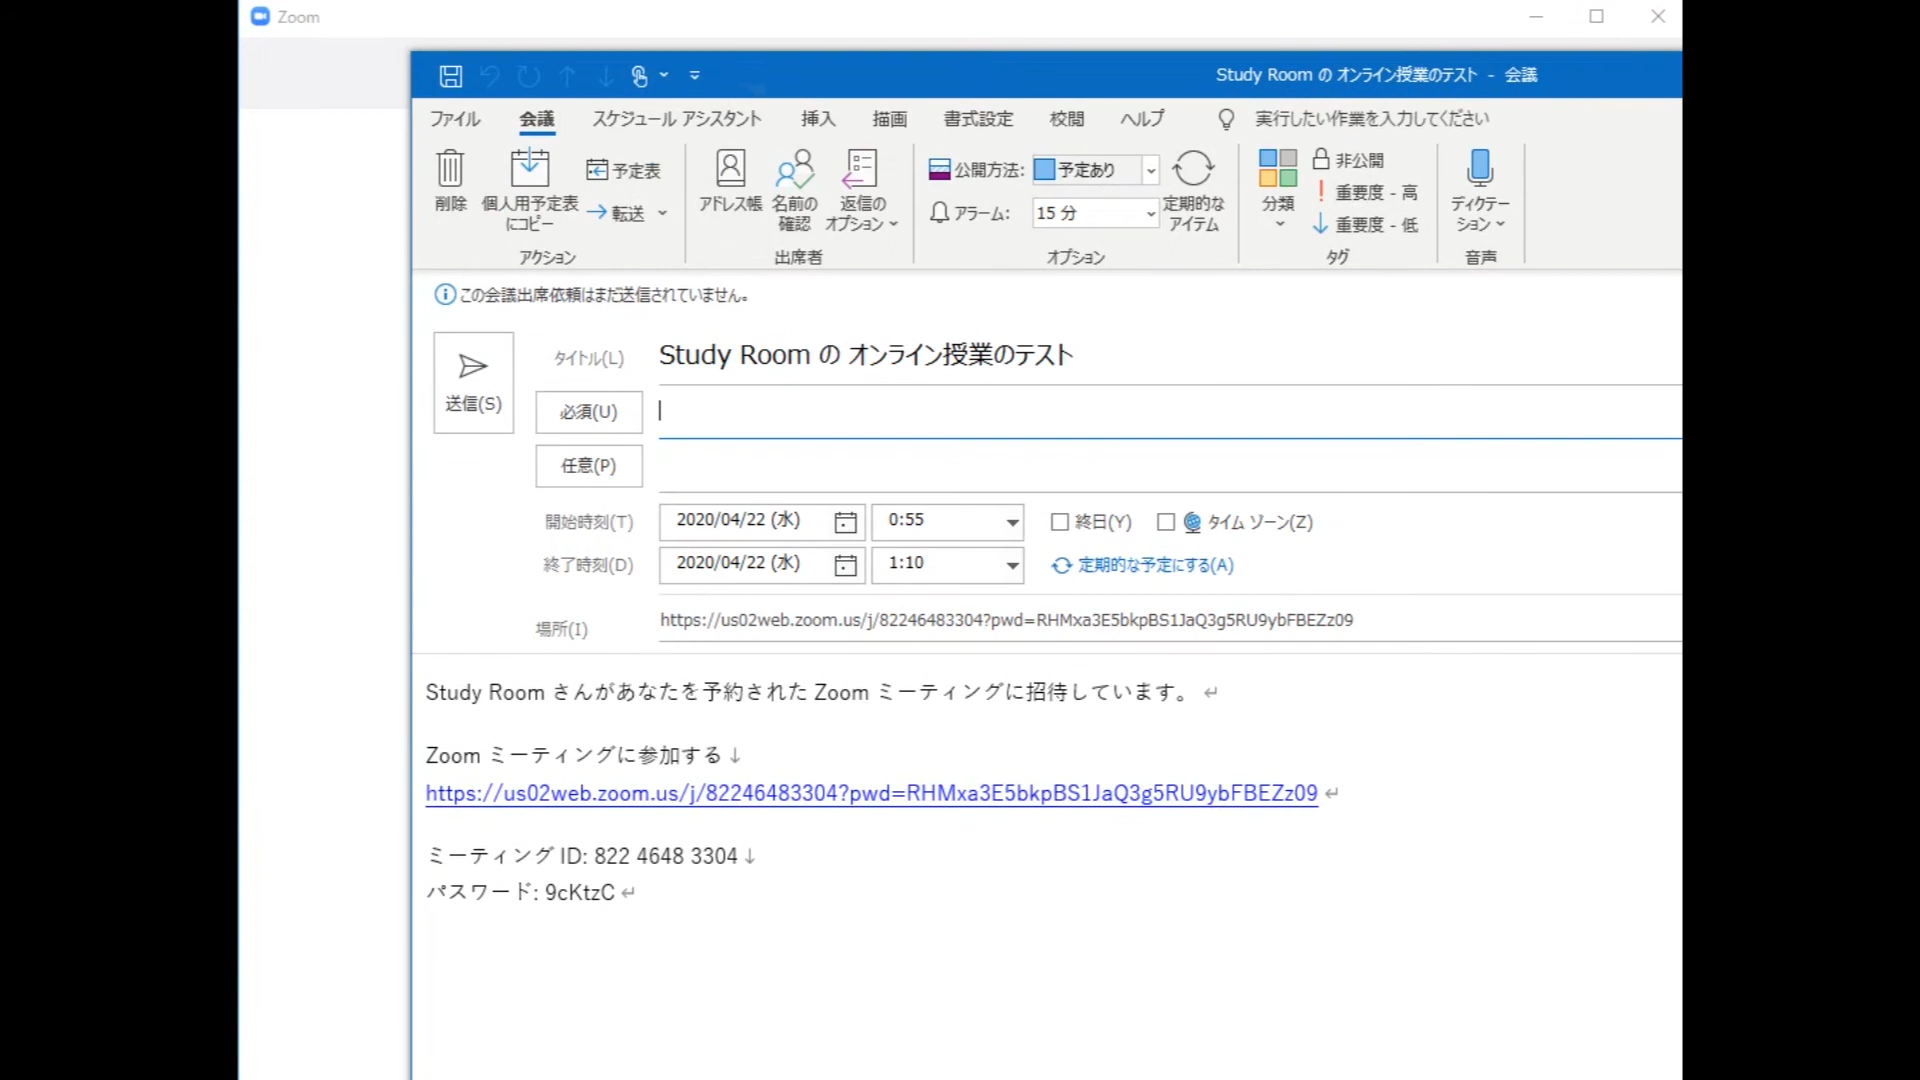 Zoom
Study Room の オンライン授業のテスト - 会議
ファイル 会議 スケジュール アシスタント 挿入 描画 書式設定 校閲 ヘルプ 実行したい作業を入力してください
削除
個人用予定表
にコピー
予定表
転送
アクション
アドレス帳
名前の
確認
返信の
オプション
出席者
公開方法: 予定あり
アラーム: 15 分
定期的な
アイテム
オプション
分類
非公開
重要度 - 高
重要度 - 低
タグ
ディクテー
ション
音声
この会議出席依頼はまだ送信されていません。
送信(S)
タイトル(L) Study Room の オンライン授業のテスト
必須(U)
任意(P)
開始時刻(T) 2020/04/22 (水) 0:55 終日(Y) タイム ゾーン(Z)
終了時刻(D) 2020/04/22 (水) 1:10 定期的な予定にする(A)
場所(I) https://us02web.zoom.us/j/82246483304?pwd=RHMxa3E5bkpBS1JaQ3g5RU9ybFBEZz09
Study Room さんがあなたを予約された Zoom ミーティングに招待しています。 ↵
Zoom ミーティングに参加する ↓
https://us02web.zoom.us/j/82246483304?pwd=RHMxa3E5bkpBS1JaQ3g5RU9ybFBEZz09 ↵
ミーティング ID: 822 4648 3304 ↓
パスワード: 9cKtzC ↵